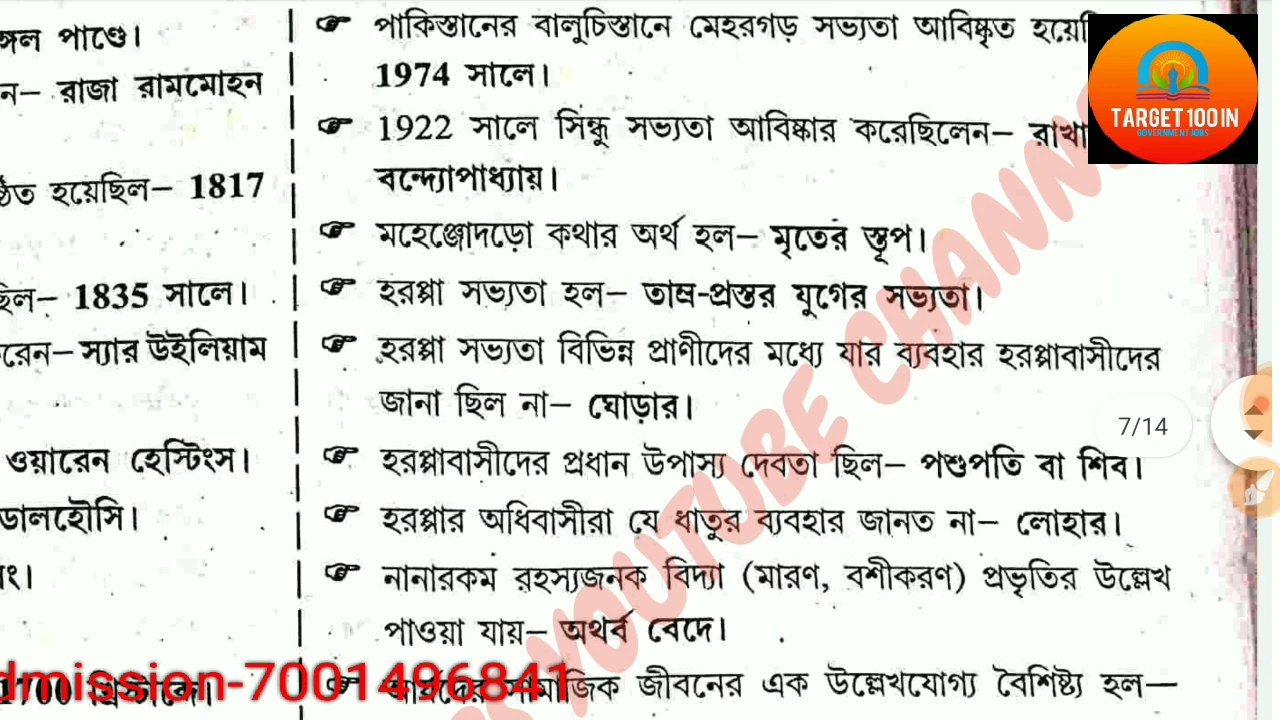 পাণ্ডে।
রাজা রামমোহন
হয়েছিল– 1817
1835 সালে।
স্যার উইলিয়াম
ওয়ারেন হেস্টিংস।
ডালহৌসি।
পাকিস্তানের বালুচিস্তানে মেহরগড় সভ্যতা আবিষ্কৃত
1974 সালে।
1922 সালে সিন্ধু সভ্যতা আবিষ্কার করেছিলেন–
বন্দ্যোপাধ্যায়।
মহেঞ্জোদড়ো কথার অর্থ হল– মৃতের স্তূপ।
হরপ্পা সভ্যতা হল– তাম্র-প্রস্তর যুগের সভ্যতা।
হরপ্পা সভ্যতা বিভিন্ন প্রাণীদের মধ্যে যার ব্যবহার হরপ্পাবাসীদের
জানা ছিল না– ঘোড়ার।
হরপ্পাবাসীদের প্রধান উপাস্য দেবতা ছিল– পশুপতি বা শিব।
হরপ্পার অধিবাসীরা যে ধাতুর ব্যবহার জানত না– লোহার।
নানারকম রহস্যজনক বিদ্যা (মারণ, বশীকরণ) প্রভৃতির উল্লেখ
পাওয়া যায়– অথর্ব বেদে।
জীবনের এক উল্লেখযোগ্য বৈশিষ্ট্য হল–
TARGET 100 IN
GOVERNMENT JOBS
7/14
YOUTUBE CHANN
dmission-7001496841